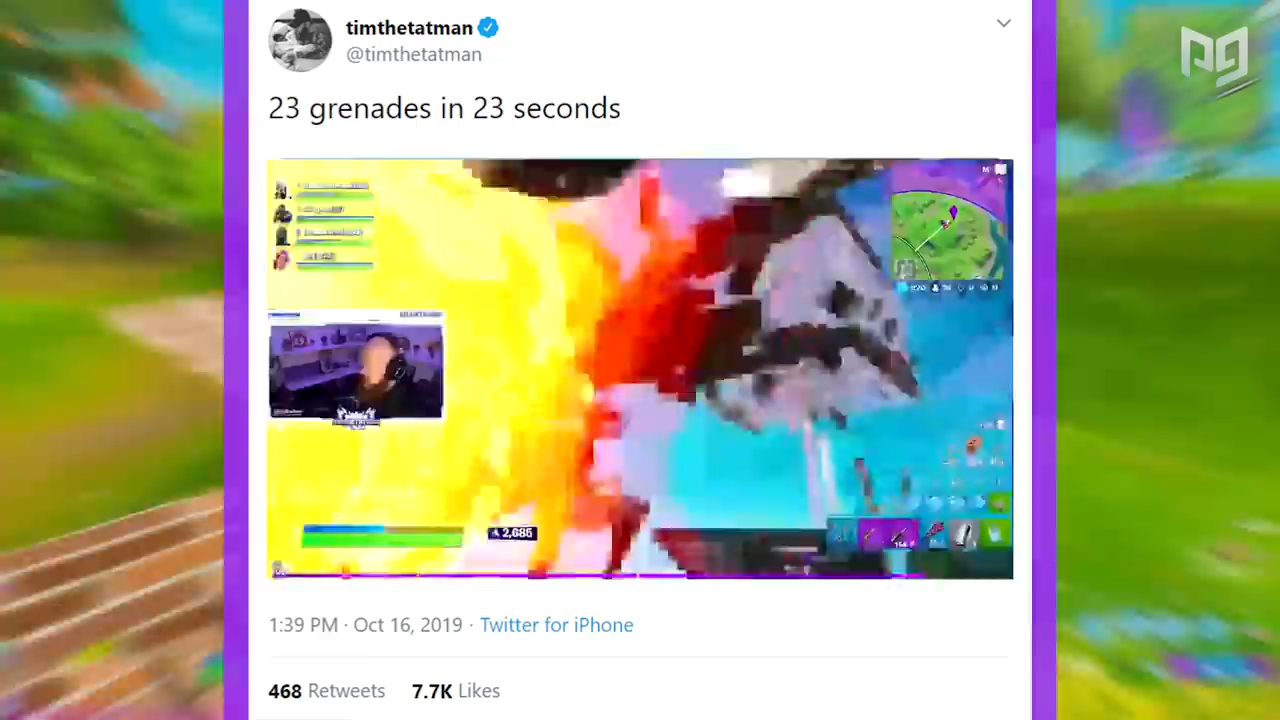 timthetatman
@timthetatman
23 grenades in 23 seconds
2,685
1:39 PM · Oct 16, 2019 · Twitter for iPhone
468 Retweets 7.7K Likes